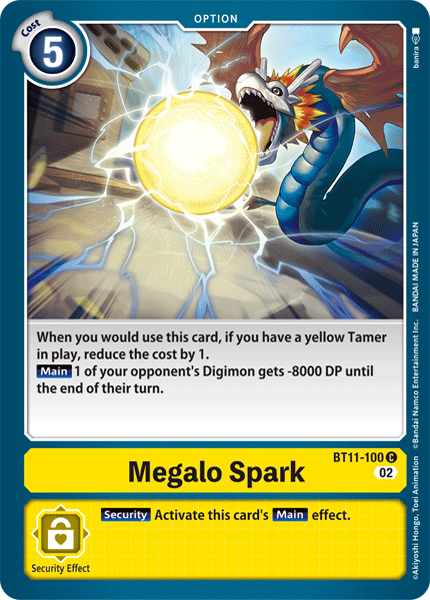 OPTION
Cost
5
banira
When you would use this card, if you have a yellow Tamer
in play, reduce the cost by 1.
Main 1 of your opponent's Digimon gets -8000 DP until
the end of their turn.
BT11-100 C
Megalo Spark
02
Security Activate this card's Main effect.
Security Effect
©Akiyoshi Hongo, Toei Animation ©Bandai Namco Entertainment Inc. BANDAI MADE IN JAPAN